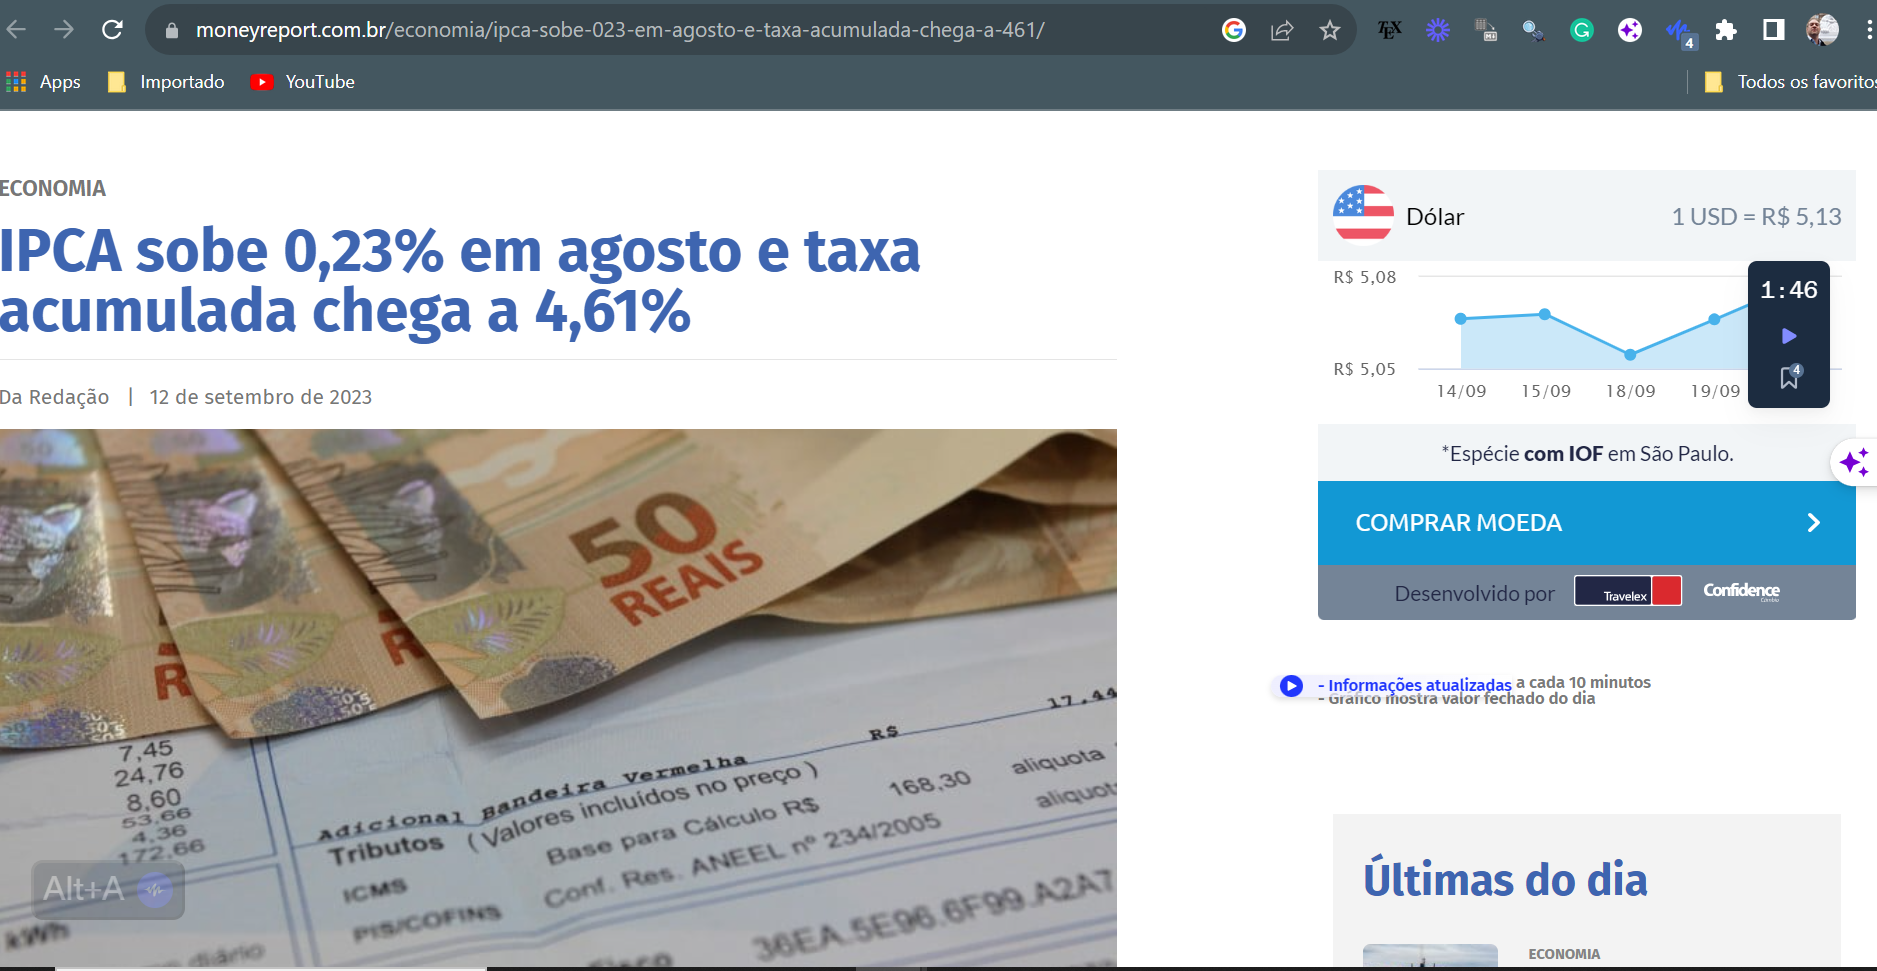 moneyreport.com.br/economia/ipca-sobe-023-em-agosto-e-taxa-acumulada-chega-a-461/
4
Apps
Importado
YouTube
Todos os favoritos
ECONOMIA
IPCA sobe 0,23% em agosto e taxa
acumulada chega a 4,61%
Da Redação | 12 de setembro de 2023
50
REAIS
7,45
24,76
8,60
53,66
4,36
172,66
R$
17,44
Adicional Bandeira Vermelha
Tributos (Valores incluídos no preço)
Base para Cálculo R$ 168,30 aliquota
Conf. Res. ANEEL nº 234/2005
ICMS
PIS/COFINS
36EA.5E96.6F99.A2A7
kWh
diário
Alt+A
Dólar
1 USD = R$ 5,13
R$ 5,08
R$ 5,05
14/09 15/09 18/09 19/09
1:46
4
*Espécie com IOF em São Paulo.
COMPRAR MOEDA
Desenvolvido por Travelex Confidence
- Informações atualizadas a cada 10 minutos
- Gráfico mostra valor fechado do dia
Últimas do dia
ECONOMIA